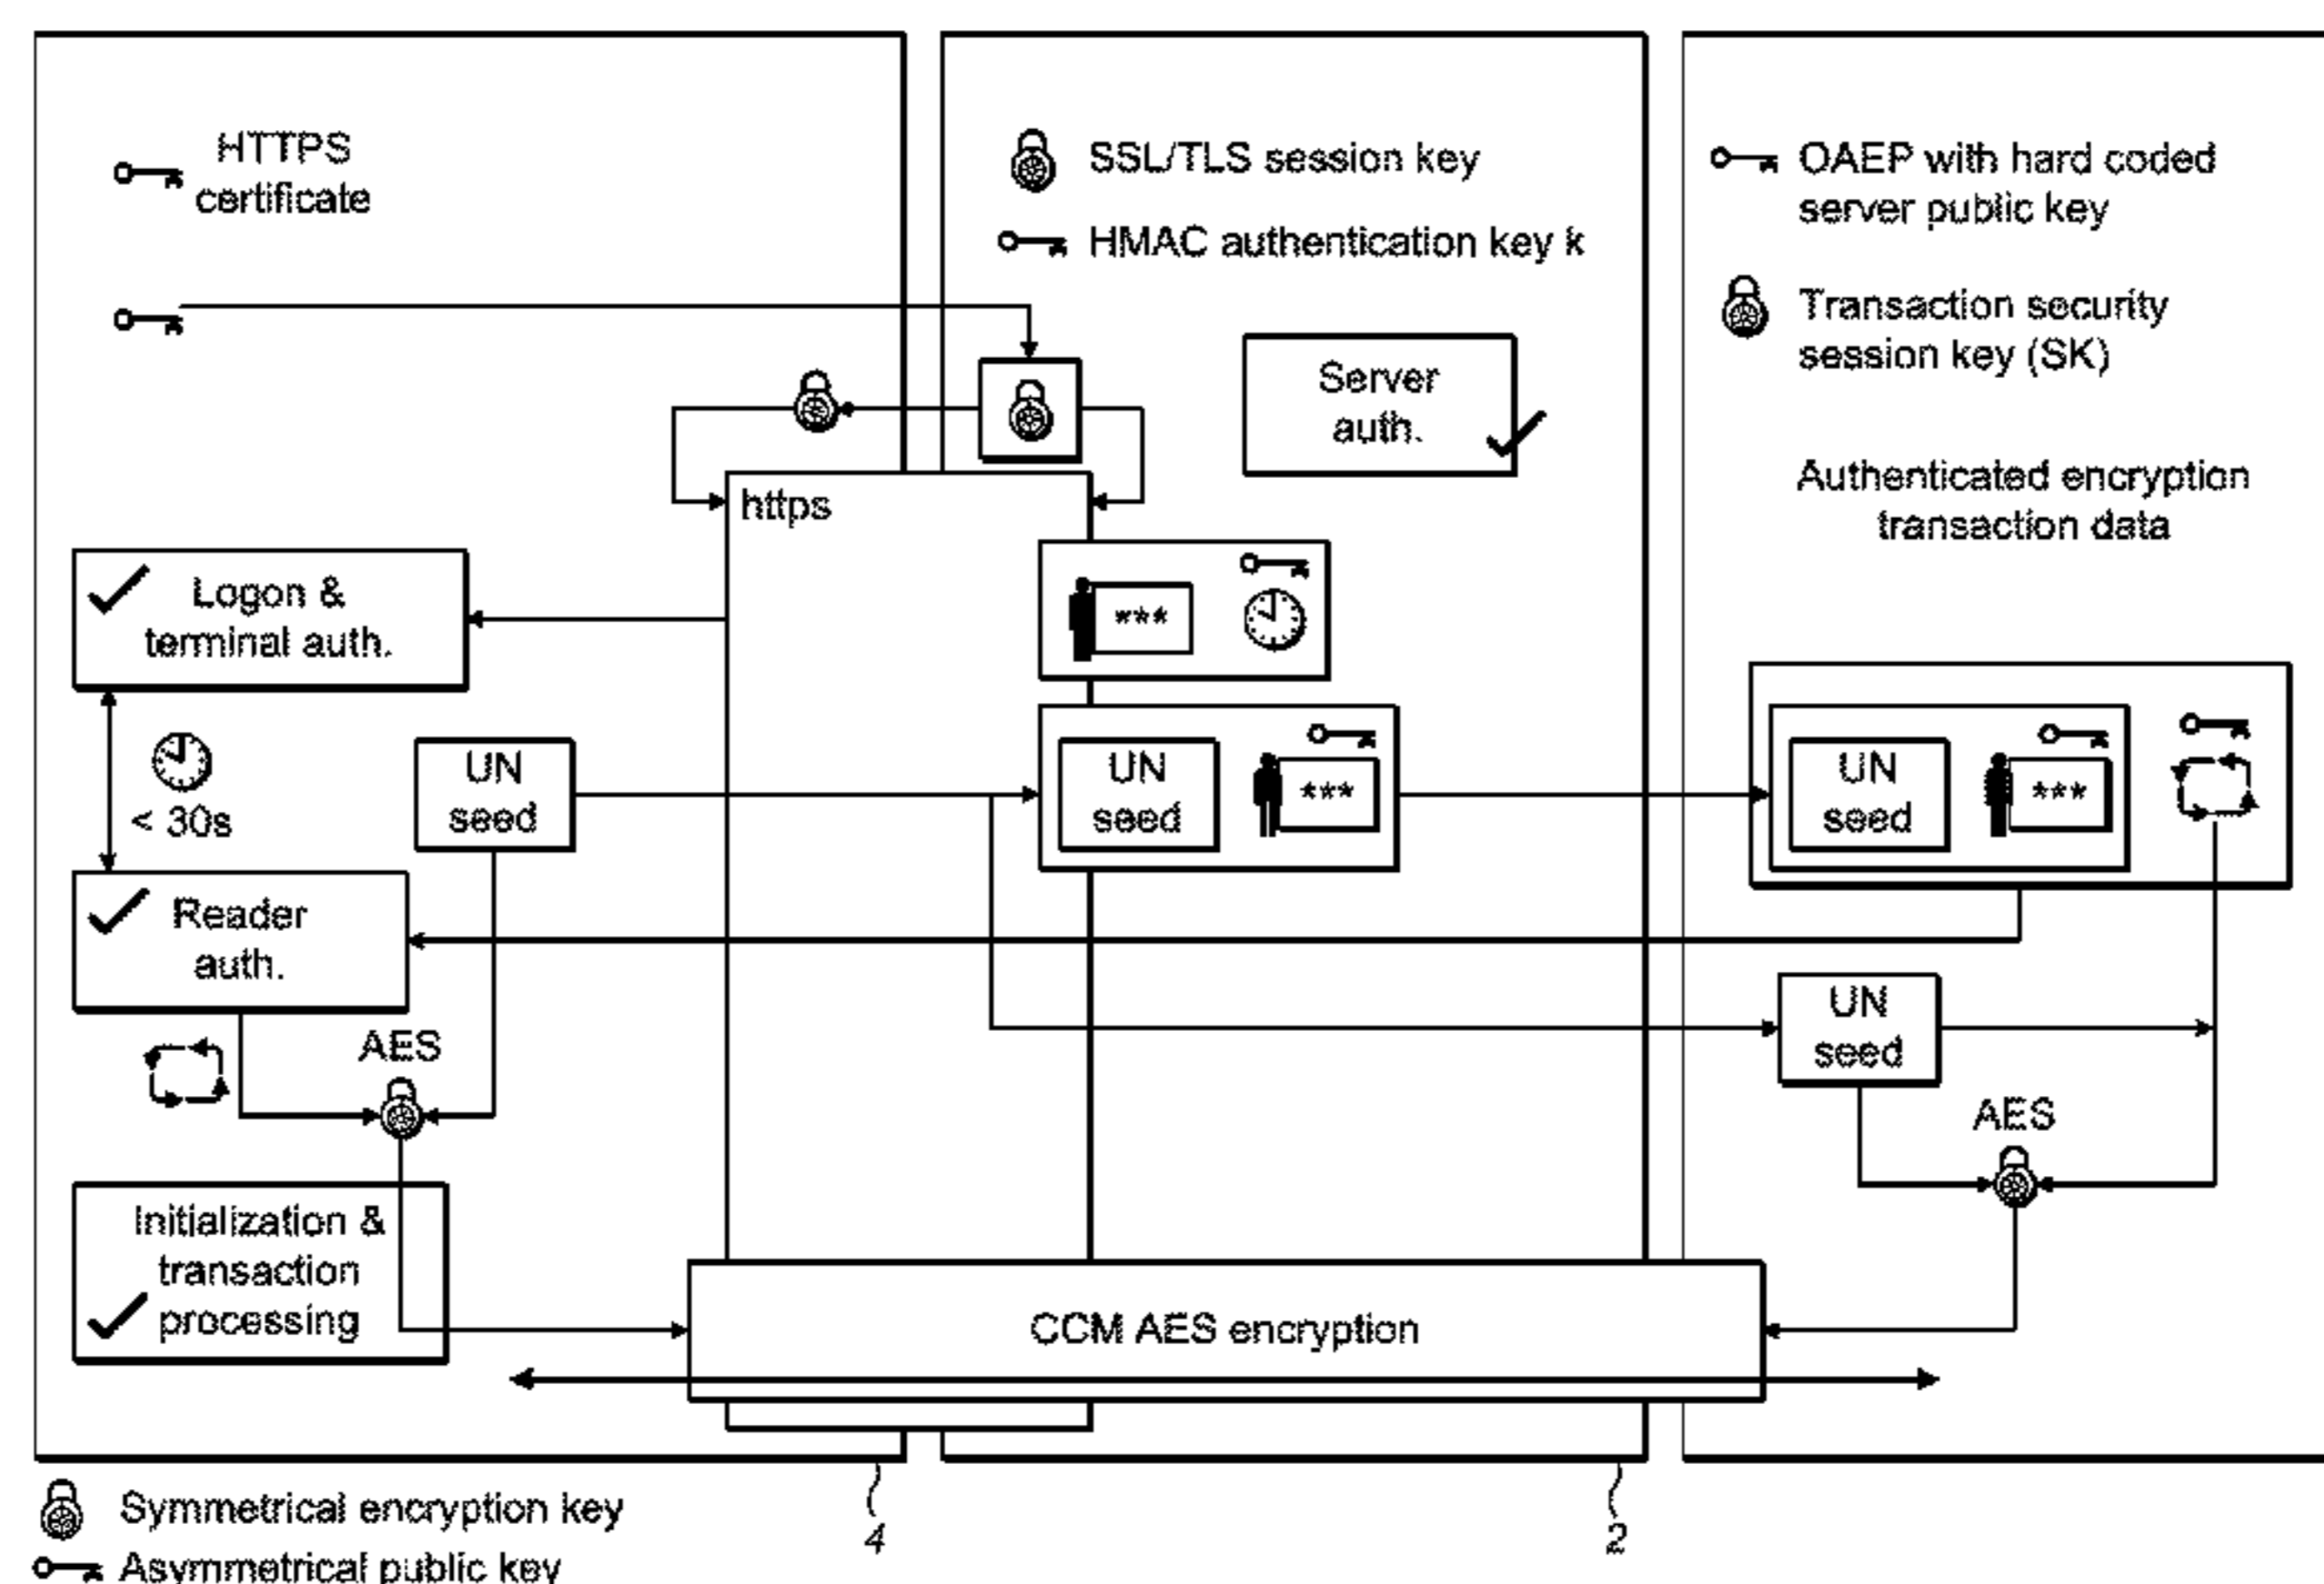 HTTPS
certificate
SSL/TLS session key
HMAC authentication key k
OAEP with hard coded
server public key
Transaction security
session key (SK)
Server
auth.
Authenticated encryption
transaction data
https
Logon &
terminal auth.
***
< 30s
UN
seed
UN
seed
***
UN
seed
***
Reader
auth.
AES
UN
seed
AES
Initialization &
transaction
processing
CCM AES encryption
4
2
Symmetrical encryption key
Asymmetrical public key